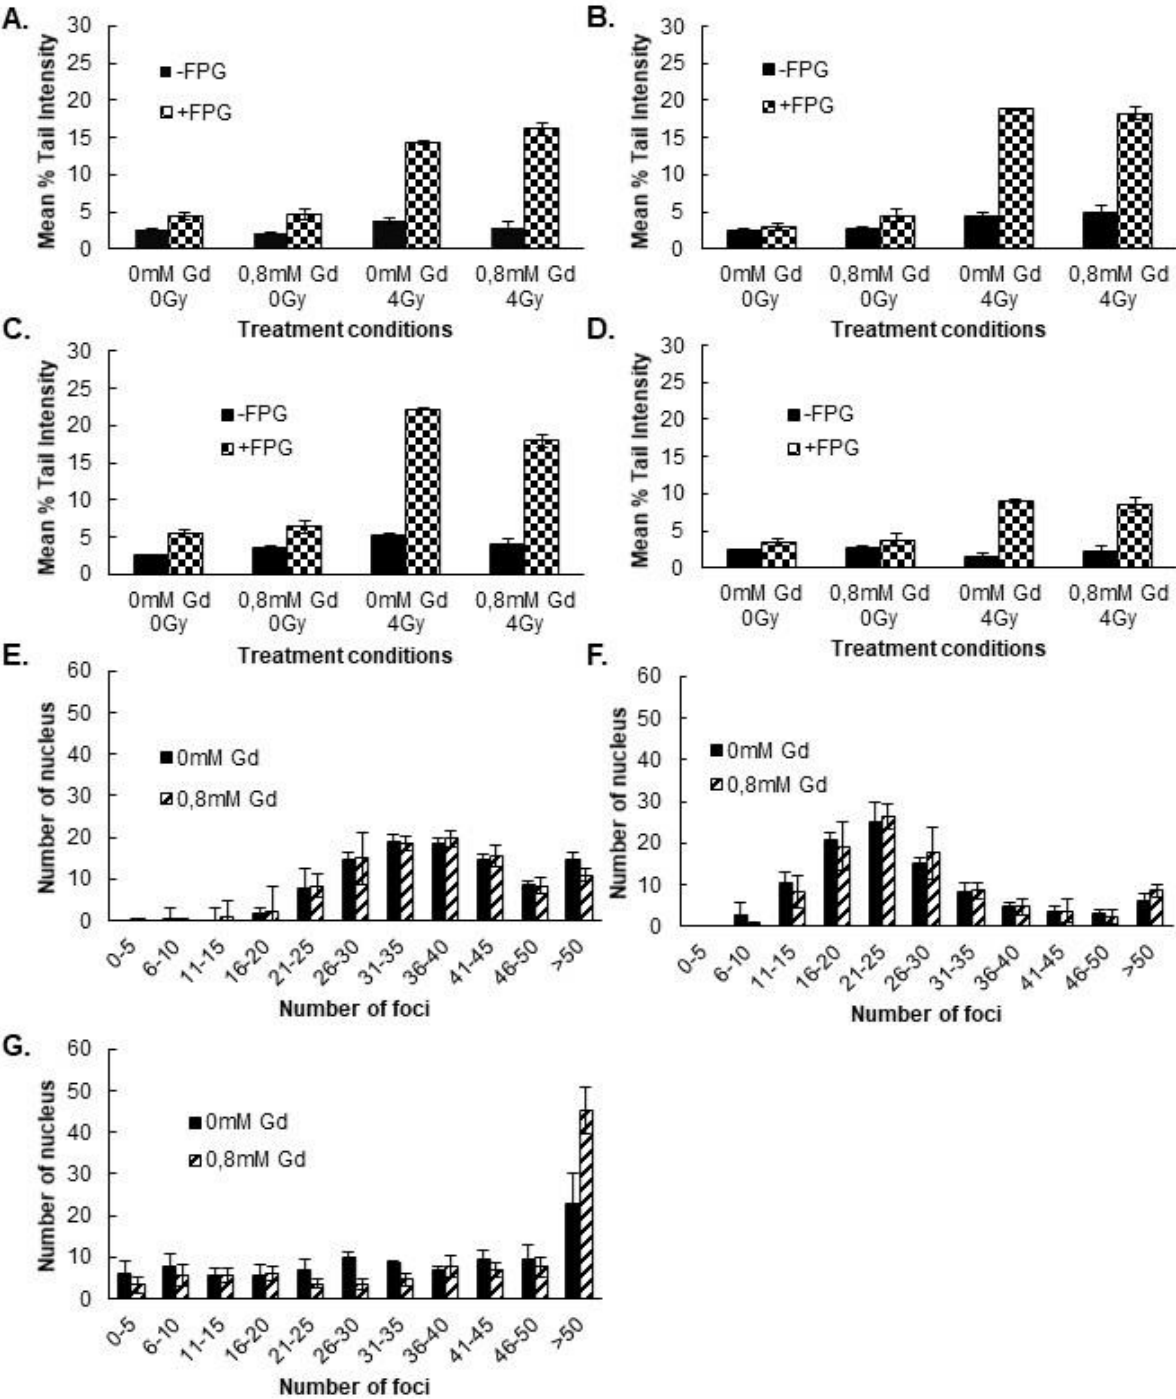 A.
Mean % Tail Intensity
30
25
20
15
10
5
0
-FPG
+FPG
0mM Gd 0,8mM Gd 0mM Gd 0,8mM Gd
0Gy 0Gy 4Gy 4Gy
Treatment conditions
B.
Mean % Tail Intensity
30
25
20
15
10
5
0
-FPG
+FPG
0mM Gd 0,8mM Gd 0mM Gd 0,8mM Gd
0Gy 0Gy 4Gy 4Gy
Treatment conditions
C.
Mean % Tail Intensity
30
25
20
15
10
5
0
-FPG
+FPG
0mM Gd 0,8mM Gd 0mM Gd 0,8mM Gd
0Gy 0Gy 4Gy 4Gy
Treatment conditions
D.
Mean % Tail Intensity
30
25
20
15
10
5
0
-FPG
+FPG
0mM Gd 0,8mM Gd 0mM Gd 0,8mM Gd
0Gy 0Gy 4Gy 4Gy
Treatment conditions
E.
Number of nucleus
60
50
40
30
20
10
0
0mM Gd
0,8mM Gd
0-5 6-10 11-15 16-20 21-25 26-30 31-35 36-40 41-45 46-50 >50
Number of foci
F.
Number of nucleus
60
50
40
30
20
10
0
0mM Gd
0,8mM Gd
0-5 6-10 11-15 16-20 21-25 26-30 31-35 36-40 41-45 46-50 >50
Number of foci
G.
Number of nucleus
60
50
40
30
20
10
0
0mM Gd
0,8mM Gd
0-5 6-10 11-15 16-20 21-25 26-30 31-35 36-40 41-45 46-50 >50
Number of foci